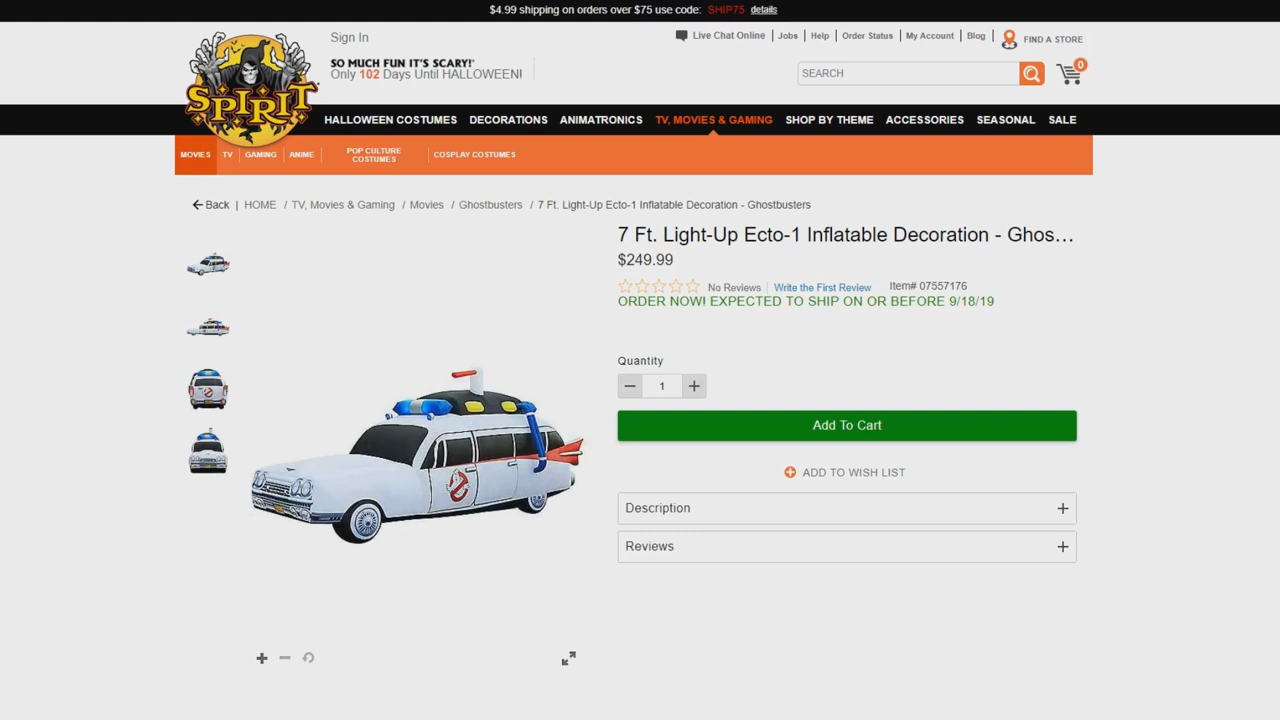 $4.99 shipping on orders over $75 use code: SHIP75 details
Sign In
Live Chat Online
Jobs
Help
Order Status
My Account
Blog
FIND A STORE
SO MUCH FUN IT'S SCARY!
Only 102 Days Until HALLOWEEN!
SEARCH
0
SPIRIT
HALLOWEEN COSTUMES DECORATIONS ANIMATRONICS TV, MOVIES & GAMING SHOP BY THEME ACCESSORIES SEASONAL SALE
MOVIES TV GAMING ANIME POP CULTURE COSTUMES COSPLAY COSTUMES
Back | HOME / TV, Movies & Gaming / Movies / Ghostbusters / 7 Ft. Light-Up Ecto-1 Inflatable Decoration - Ghostbusters
7 Ft. Light-Up Ecto-1 Inflatable Decoration - Ghos...
$249.99
No Reviews | Write the First Review Item# 07557176
ORDER NOW! EXPECTED TO SHIP ON OR BEFORE 9/18/19
Quantity
1
Add To Cart
ADD TO WISH LIST
Description
Reviews